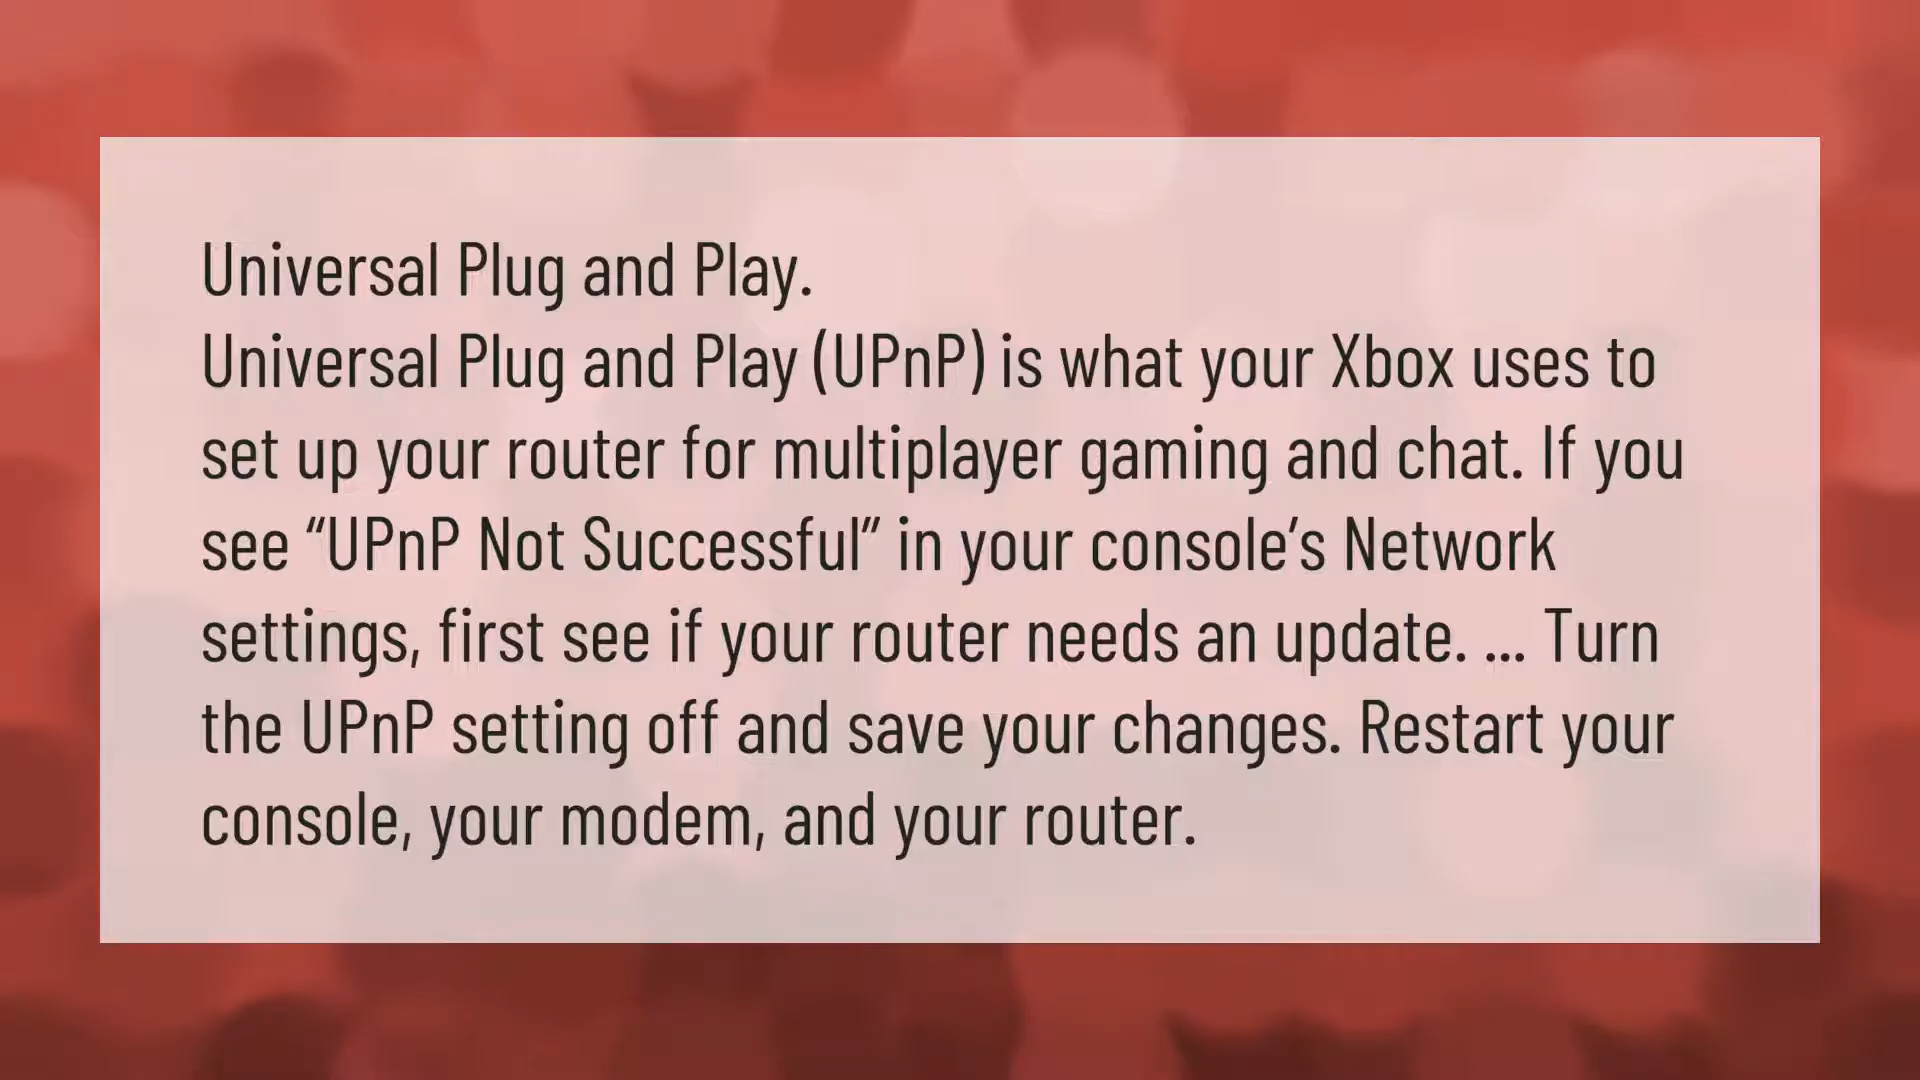 Universal Plug and Play.
Universal Plug and Play (UPnP) is what your Xbox uses to
set up your router for multiplayer gaming and chat. If you
see “UPnP Not Successful” in your console’s Network
settings, first see if your router needs an update. ... Turn
the UPnP setting off and save your changes. Restart your
console, your modem, and your router.